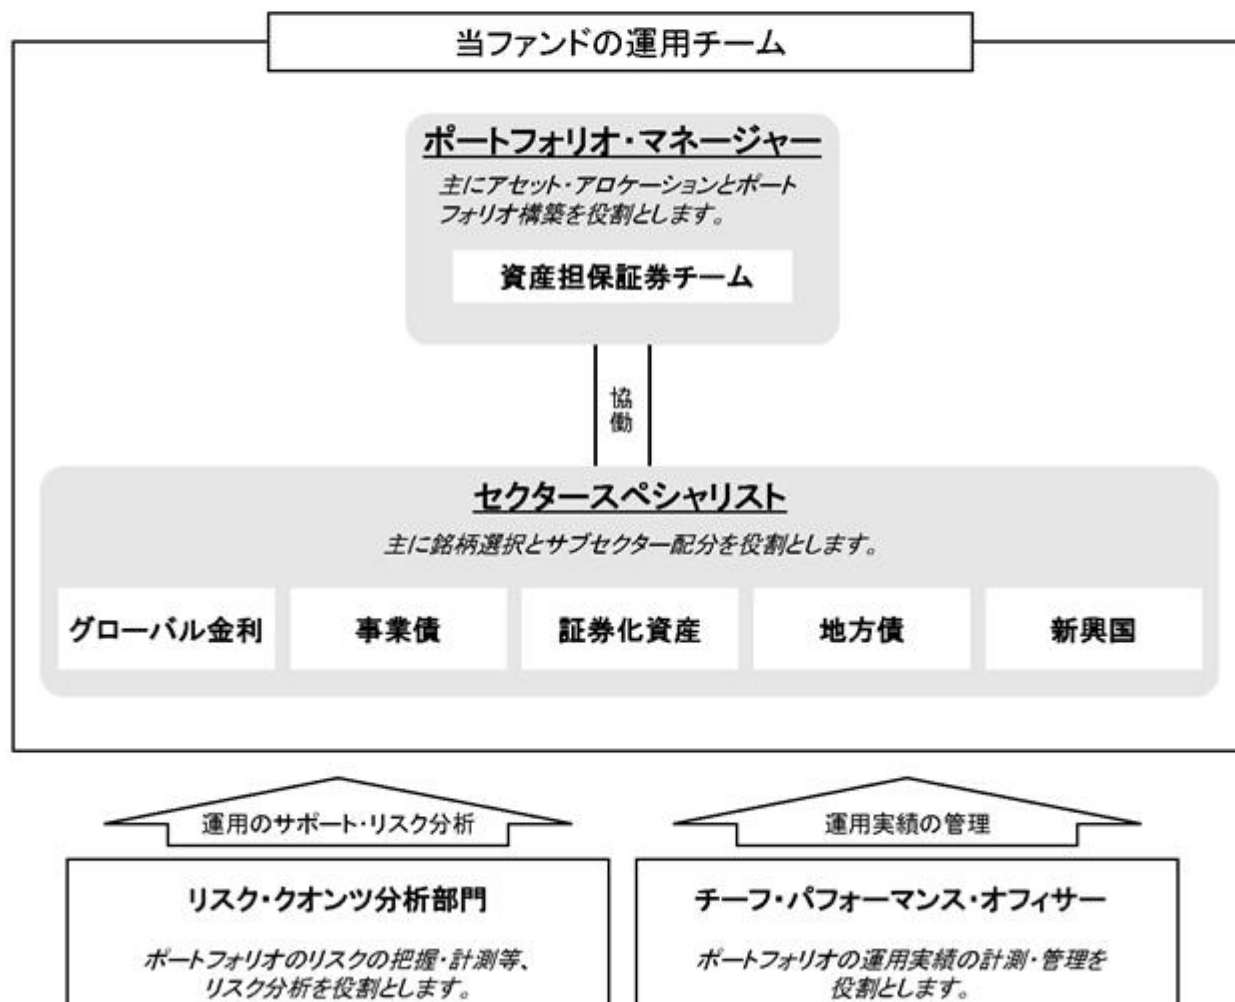 当ファンドの運用チーム
ポートフォリオ・マネージャー
主にアセット・アロケーションとポート
フォリオ構築を役割とします。
資産担保証券チーム
協
働
セクタースペシャリスト
主に銘柄選択とサブセクター配分を役割とします。
グローバル金利
事業債
証券化資産
地方債
新興国
運用のサポート・リスク分析
運用実績の管理
リスク・クオンツ分析部門
ポートフォリオのリスクの把握・計測等、
リスク分析を役割とします。
チーフ・パフォーマンス・オフィサー
ポートフォリオの運用実績の計測・管理を
役割とします。